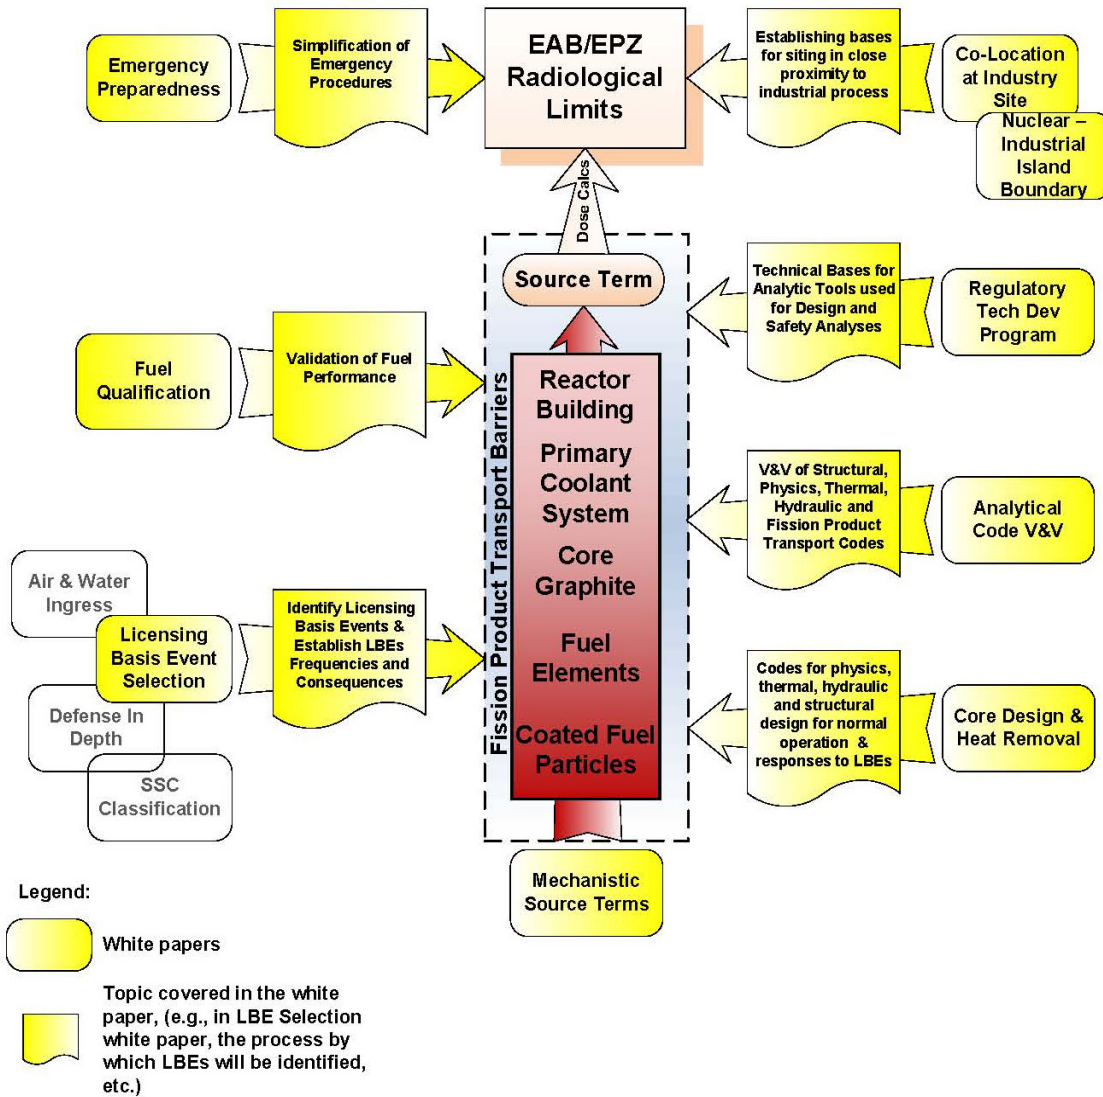 Emergency
Preparedness
Simplification of
Emergency
Procedures
EAB/EPZ
Radiological
Limits
Establishing bases
for siting in close
proximity to
industrial process
Co-Location
at Industry
Site
Nuclear –
Industrial
Island
Boundary
Dose Calcs
Source Term
Technical Bases for
Analytic Tools used
for Design and
Safety Analyses
Regulatory
Tech Dev
Program
Fuel
Qualification
Validation of Fuel
Performance
Fission Product Transport Barriers
Reactor
Building
Primary
Coolant
System
Core
Graphite
Fuel
Elements
Coated Fuel
Particles
V&V of Structural,
Physics, Thermal,
Hydraulic and
Fission Product
Transport Codes
Analytical
Code V&V
Air & Water
Ingress
Licensing
Basis Event
Selection
Defense In
Depth
SSC
Classification
Identify Licensing
Basis Events &
Establish LBEs
Frequencies and
Consequences
Codes for physics,
thermal, hydraulic
and structural
design for normal
operation &
responses to LBEs
Core Design &
Heat Removal
Mechanistic
Source Terms
Legend:
White papers
Topic covered in the white
paper, (e.g., in LBE Selection
white paper, the process by
which LBEs will be identified,
etc.)